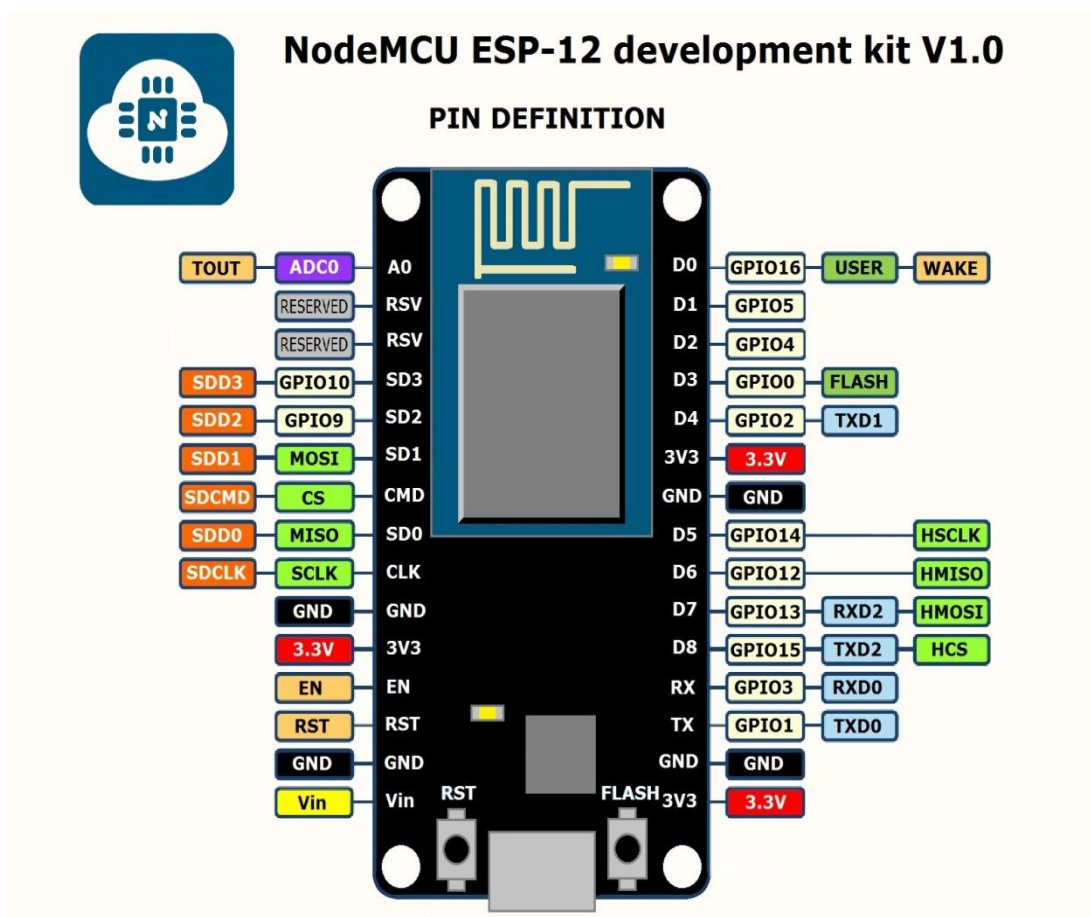 NodeMCU ESP-12 development kit V1.0
PIN DEFINITION
N
TOUT ADC0 A0 D0 GPIO16 USER WAKE
RESERVED RSV D1 GPIO5
RESERVED RSV D2 GPIO4
SDD3 GPIO10 SD3 D3 GPIO0 FLASH
SDD2 GPIO9 SD2 D4 GPIO2 TXD1
SDD1 MOSI SD1 3V3 3.3V
SDCMD CS CMD GND GND
SDD0 MISO SD0 D5 GPIO14 HSCLK
SDCLK SCLK CLK D6 GPIO12 HMISO
GND GND D7 GPIO13 RXD2 HMOSI
3.3V 3V3 D8 GPIO15 TXD2 HCS
EN EN RX GPIO3 RXD0
RST RST TX GPIO1 TXD0
GND GND GND GND
Vin Vin RST FLASH 3V3 3.3V